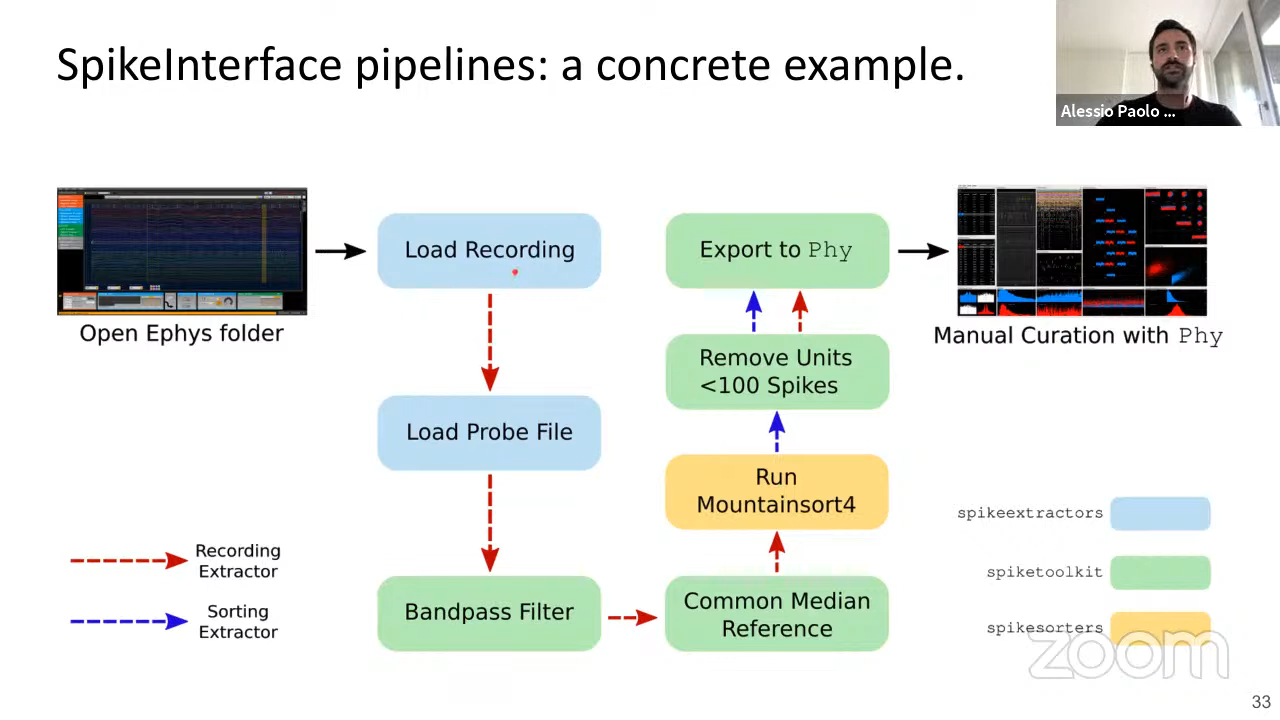 SpikeInterface pipelines: a concrete example.
Alessio Paolo ...
Open Ephys folder
Load Recording
Load Probe File
Bandpass Filter
Common Median
Reference
Run
Mountainsort4
Remove Units
<100 Spikes
Export to Phy
Manual Curation with Phy
Recording
Extractor
Sorting
Extractor
spikeextractors
spiketoolkit
spikesorters
zoom
33